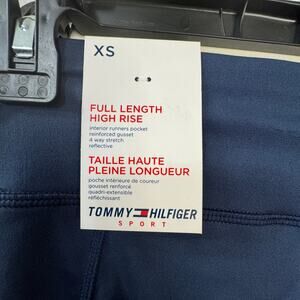 XS
FULL LENGTH
HIGH RISE
interior runners pocket
reinforced gusset
4 way stretch
reflective
TAILLE HAUTE
PLEINE LONGUEUR
poche intérieure de coureur
gousset renforcé
quadri-extensible
réfléchissant
TOMMY HILFIGER
SPORT